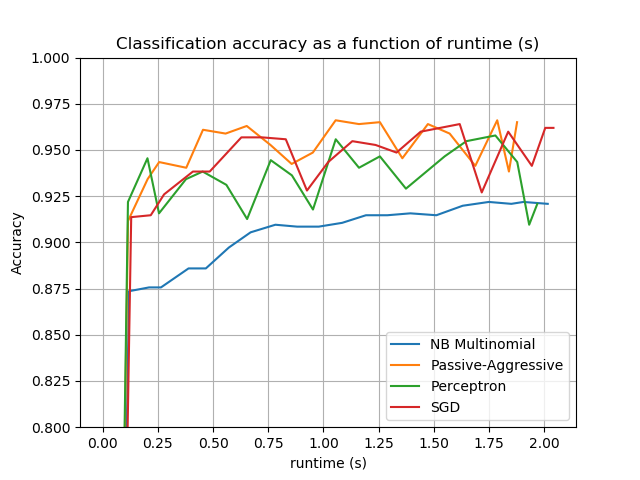 Classification accuracy as a function of runtime (s)
1.000
0.975
0.950
0.925
0.900
0.875
0.850
0.825
0.800
Accuracy
NB Multinomial
Passive-Aggressive
Perceptron
SGD
0.00 0.25 0.50 0.75 1.00 1.25 1.50 1.75 2.00
runtime (s)